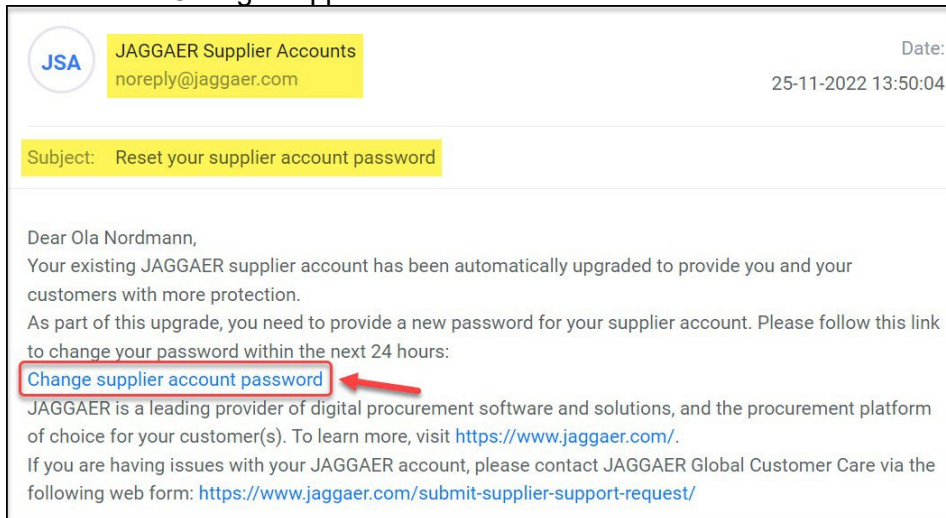 JSA
JAGGAER Supplier Accounts
noreply@jaggaer.com
Date:
25-11-2022 13:50:04
Subject: Reset your supplier account password
Dear Ola Nordmann,
Your existing JAGGAER supplier account has been automatically upgraded to provide you and your
customers with more protection.
As part of this upgrade, you need to provide a new password for your supplier account. Please follow this link
to change your password within the next 24 hours:
Change supplier account password
JAGGAER is a leading provider of digital procurement software and solutions, and the procurement platform
of choice for your customer(s). To learn more, visit https://www.jaggaer.com/.
If you are having issues with your JAGGAER account, please contact JAGGAER Global Customer Care via the
following web form: https://www.jaggaer.com/submit-supplier-support-request/